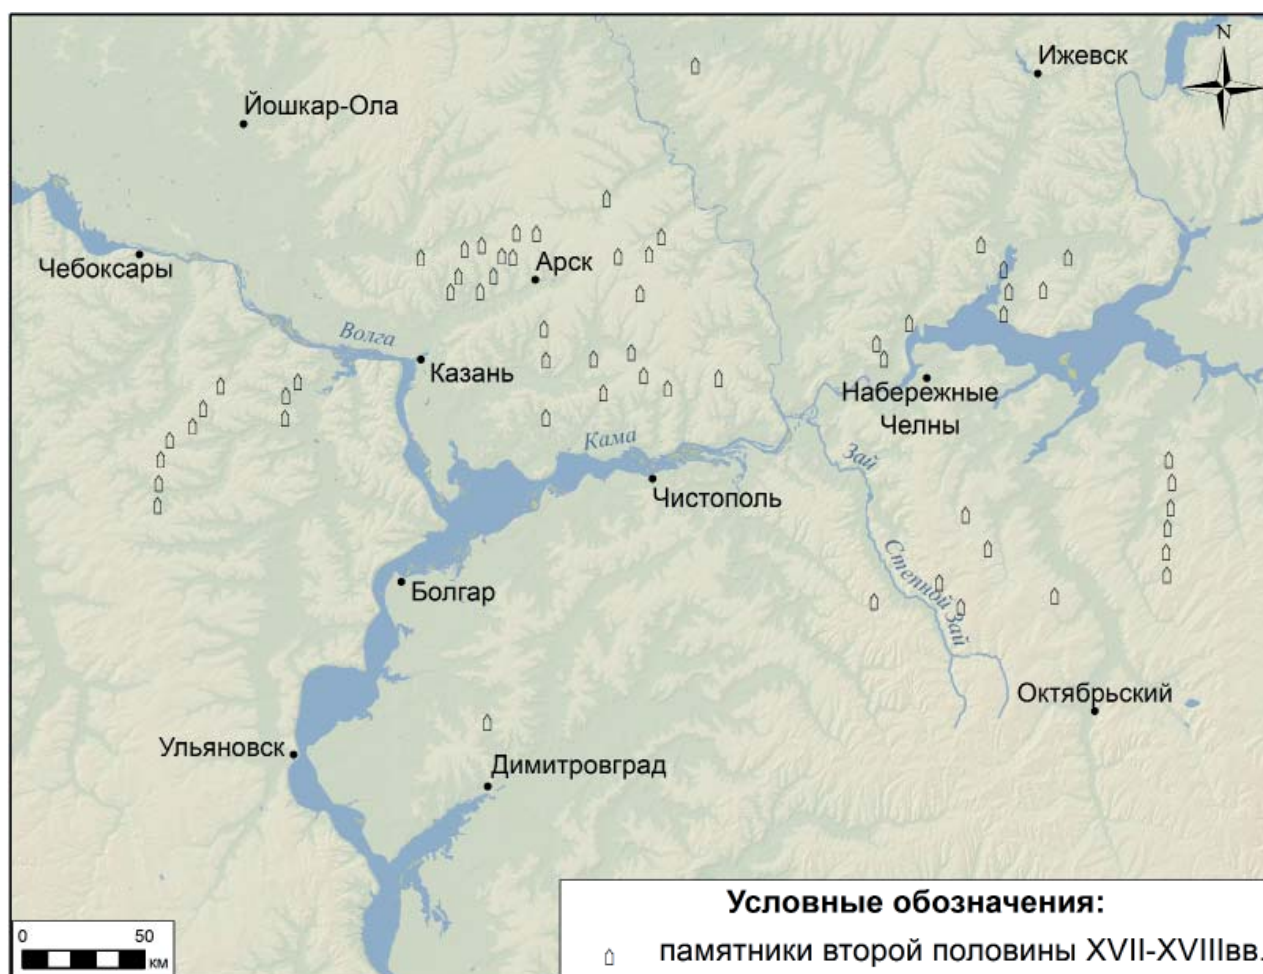 N
Ижевск
Йошкар-Ола
Чебоксары
Арск
Волга
Казань
Набережные
Челны
Кама
Зай
Чистополь
Степной Зай
Болгар
Октябрьский
Ульяновск
Димитровград
Условные обозначения:
памятники второй половины XVII-XVIIIвв.
0 50
км